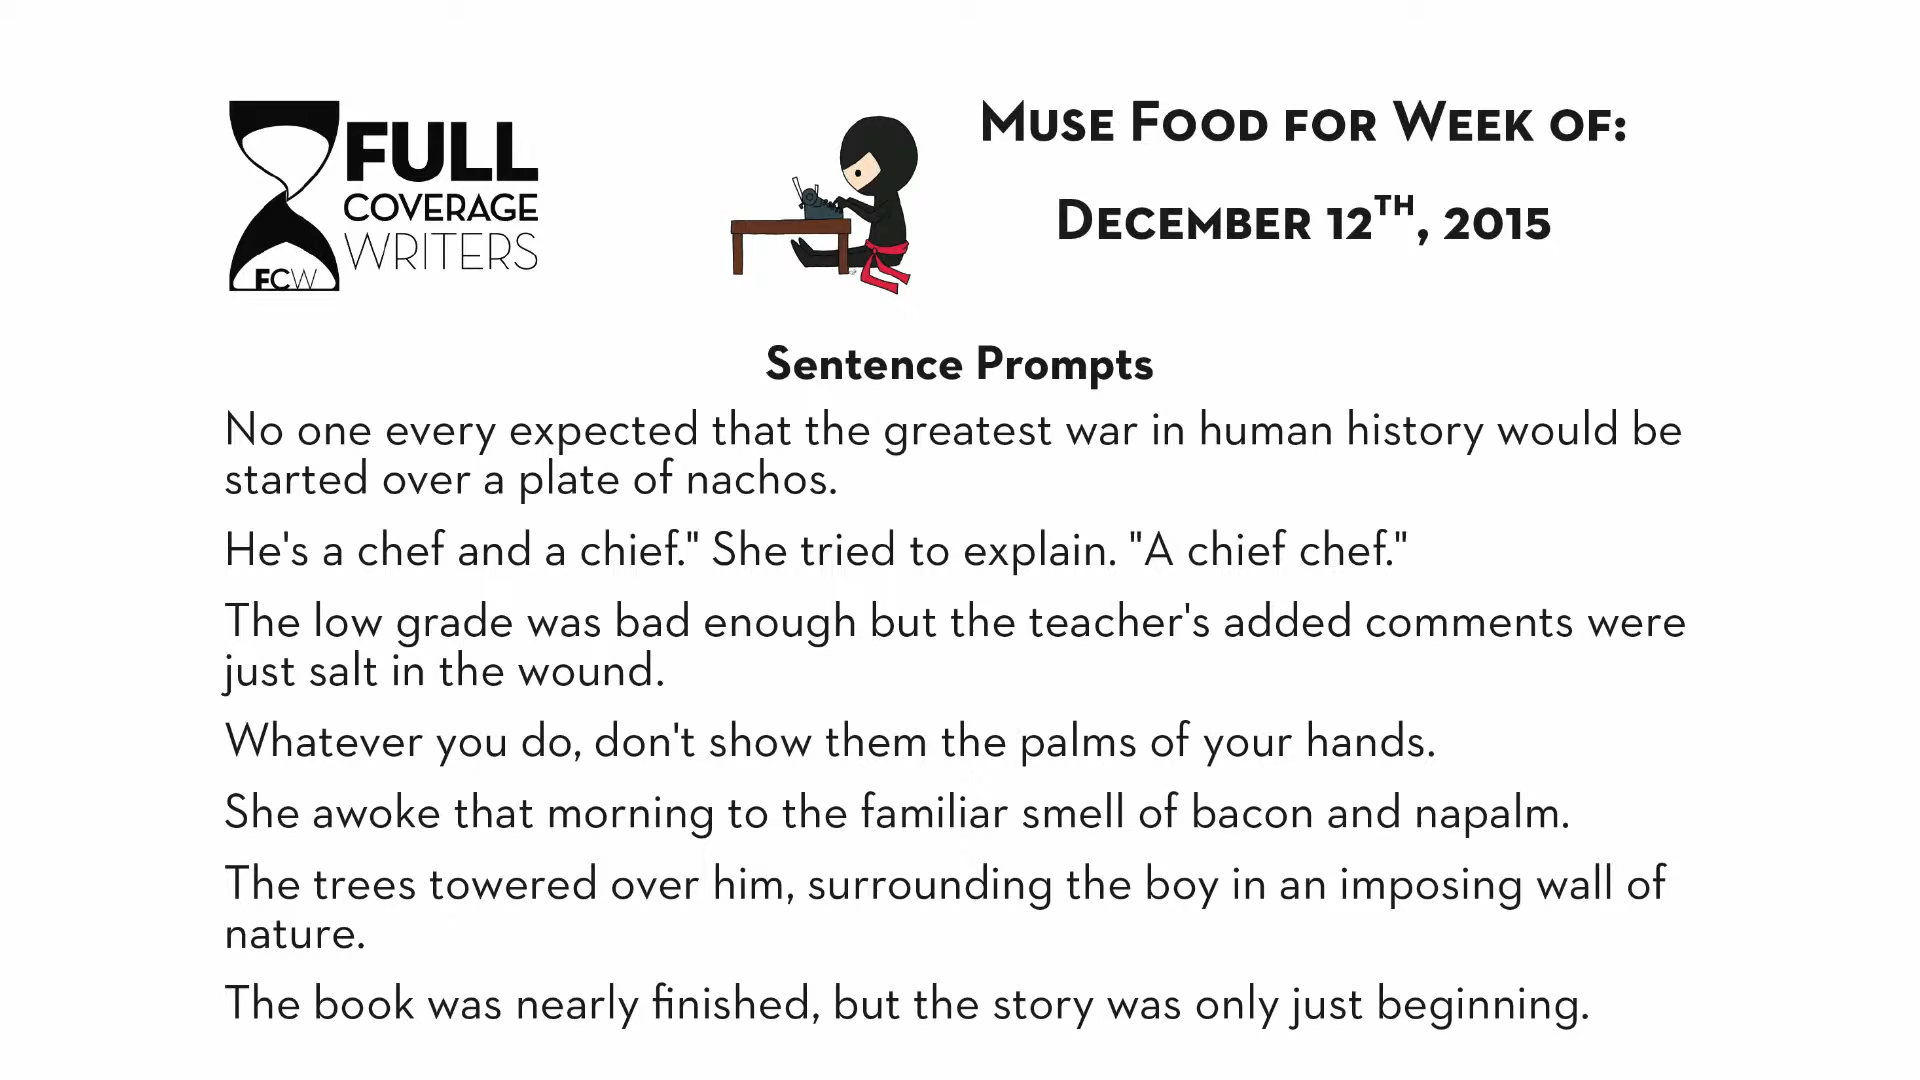 FULL
COVERAGE
WRITERS
FCW
MUSE FOOD FOR WEEK OF:
DECEMBER 12TH, 2015
Sentence Prompts
No one every expected that the greatest war in human history would be
started over a plate of nachos.
He's a chef and a chief." She tried to explain. "A chief chef."
The low grade was bad enough but the teacher's added comments were
just salt in the wound.
Whatever you do, don't show them the palms of your hands.
She awoke that morning to the familiar smell of bacon and napalm.
The trees towered over him, surrounding the boy in an imposing wall of
nature.
The book was nearly finished, but the story was only just beginning.